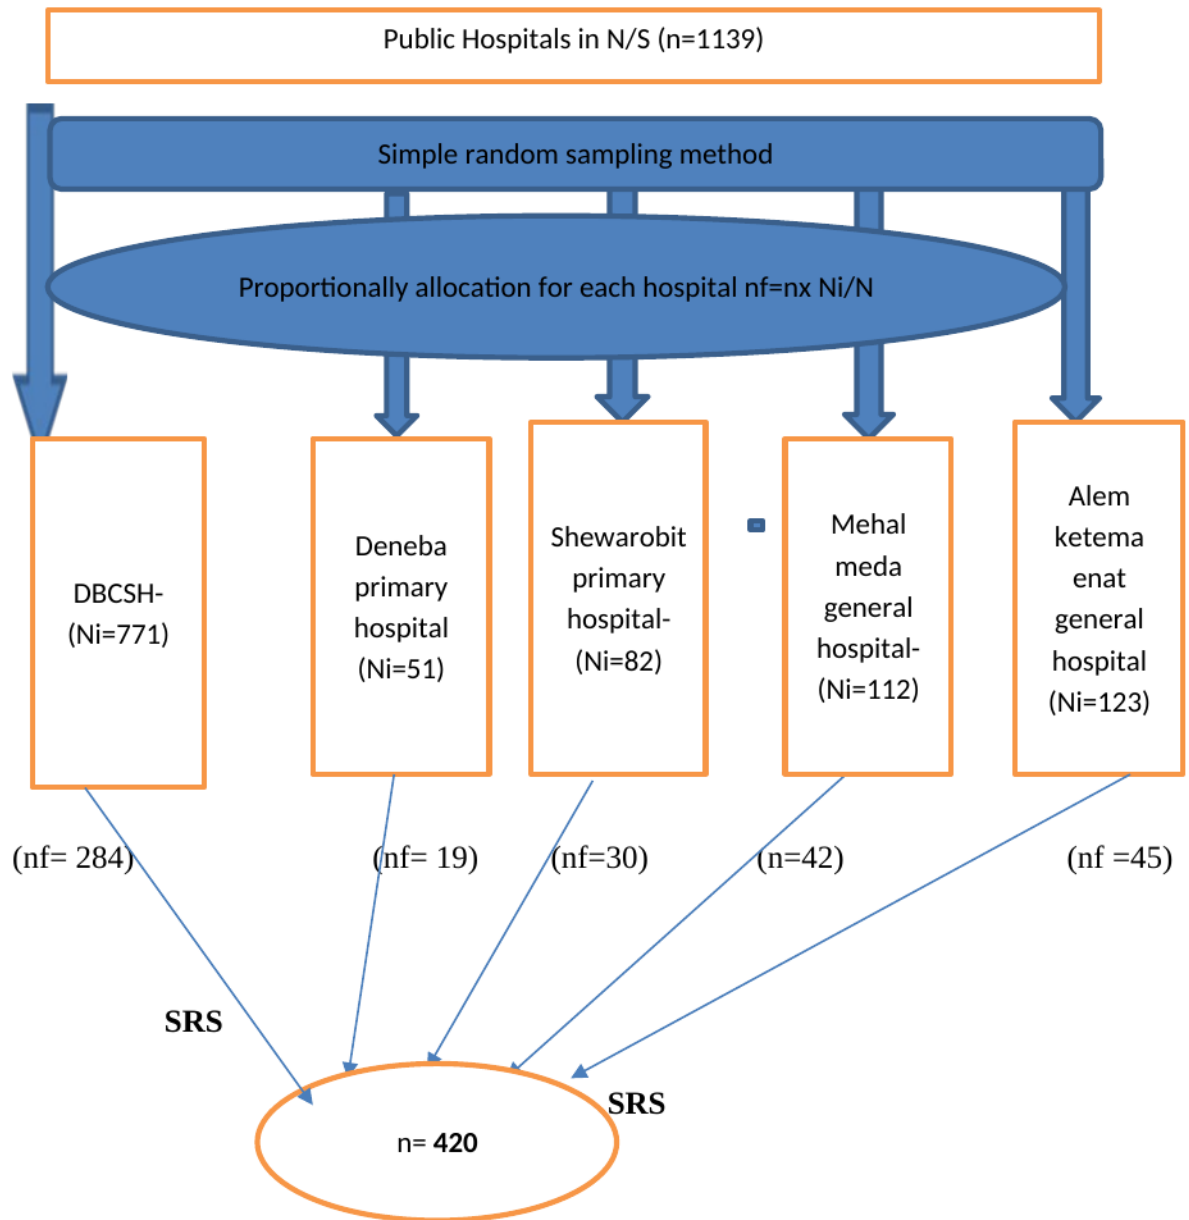 Public Hospitals in N/S (n=1139)
Simple random sampling method
Proportionally allocation for each hospital nf=nx Ni/N
DBCSH-
(Ni=771)
Deneba
primary
hospital
(Ni=51)
Shewarobit
primary
hospital-
(Ni=82)
Mehal
meda
general
hospital-
(Ni=112)
Alem
ketema
enat
general
hospital
(Ni=123)
(nf= 284)
(nf= 19)
(nf=30)
(n=42)
(nf =45)
SRS
SRS
n= 420